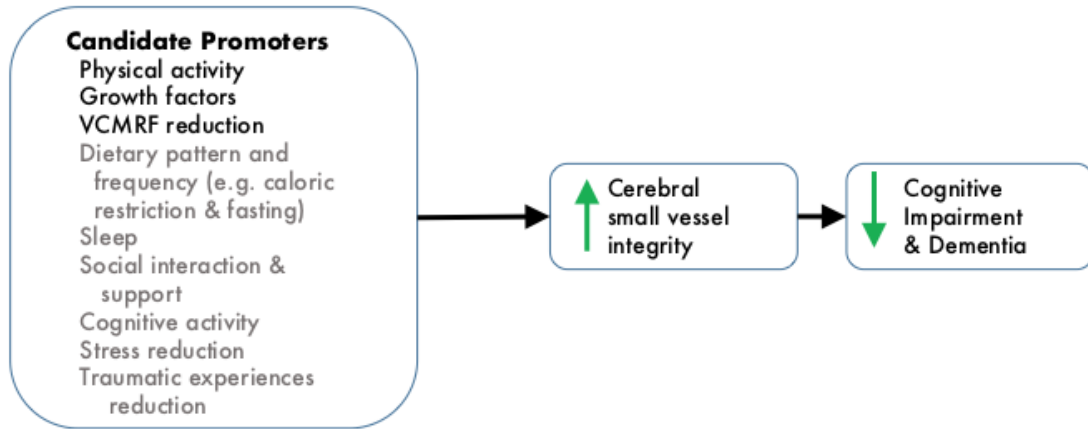 Candidate Promoters
Physical activity
Growth factors
VCMRF reduction
Dietary pattern and
frequency (e.g. caloric
restriction & fasting)
Sleep
Social interaction &
support
Cognitive activity
Stress reduction
Traumatic experiences
reduction
Cerebral
small vessel
integrity
Cognitive
Impairment
& Dementia